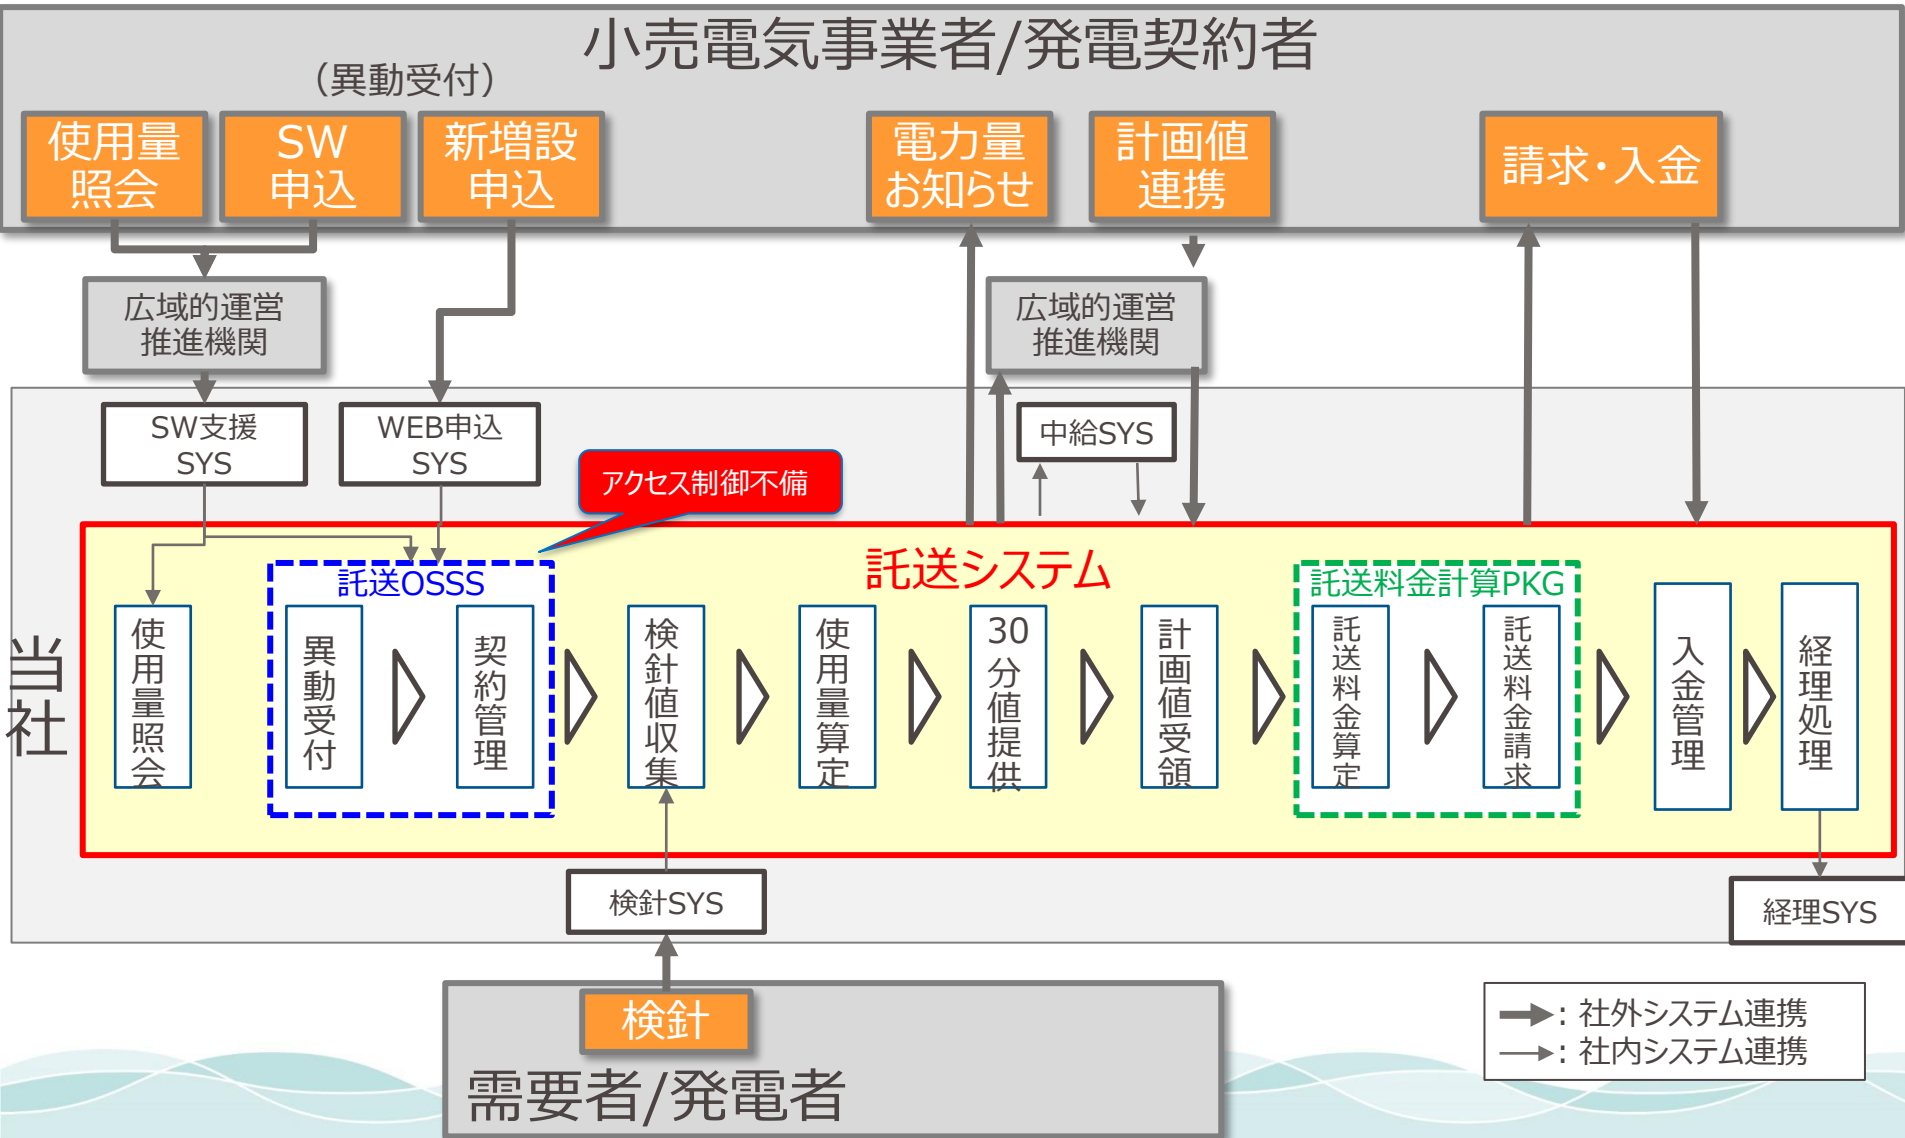 小売電気事業者/発電契約者
（異動受付）
使用量
照会
SW
申込
新増設
申込
電力量
お知らせ
計画値
連携
請求・入金
広域的運営
推進機関
広域的運営
推進機関
SW支援
SYS
WEB申込
SYS
中給SYS
アクセス制御不備
託送システム
託送OSSS
託送料金計算PKG
当社
使用量照会
異動受付
契約管理
検針値収集
使用量算定
30分値提供
計画値受領
託送料金算定
託送料金請求
入金管理
経理処理
検針SYS
経理SYS
検針
需要者/発電者
：社外システム連携
：社内システム連携